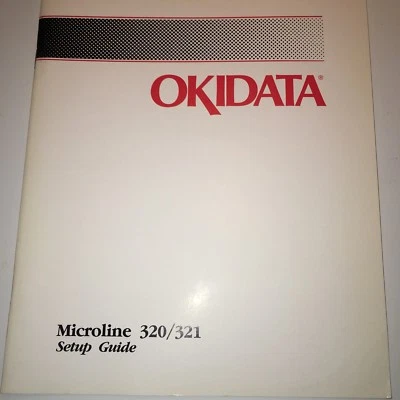 OKIDATA®
Microline 320/321
Setup Guide